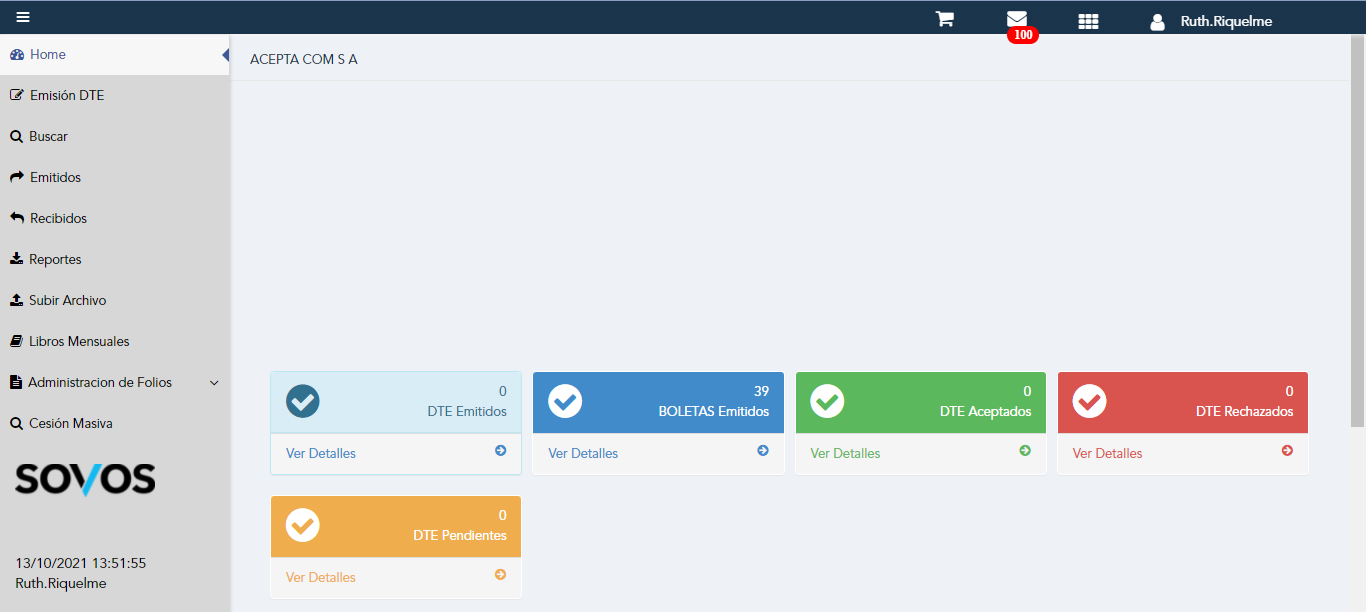 100
Ruth.Riquelme
Home
Emisión DTE
Buscar
Emitidos
Recibidos
Reportes
Subir Archivo
Libros Mensuales
Administracion de Folios
Cesión Masiva
SOVOS
13/10/2021 13:51:55
Ruth.Riquelme
ACEPTA COM S A
0
DTE Emitidos
Ver Detalles
39
BOLETAS Emitidos
Ver Detalles
0
DTE Aceptados
Ver Detalles
0
DTE Rechazados
Ver Detalles
0
DTE Pendientes
Ver Detalles